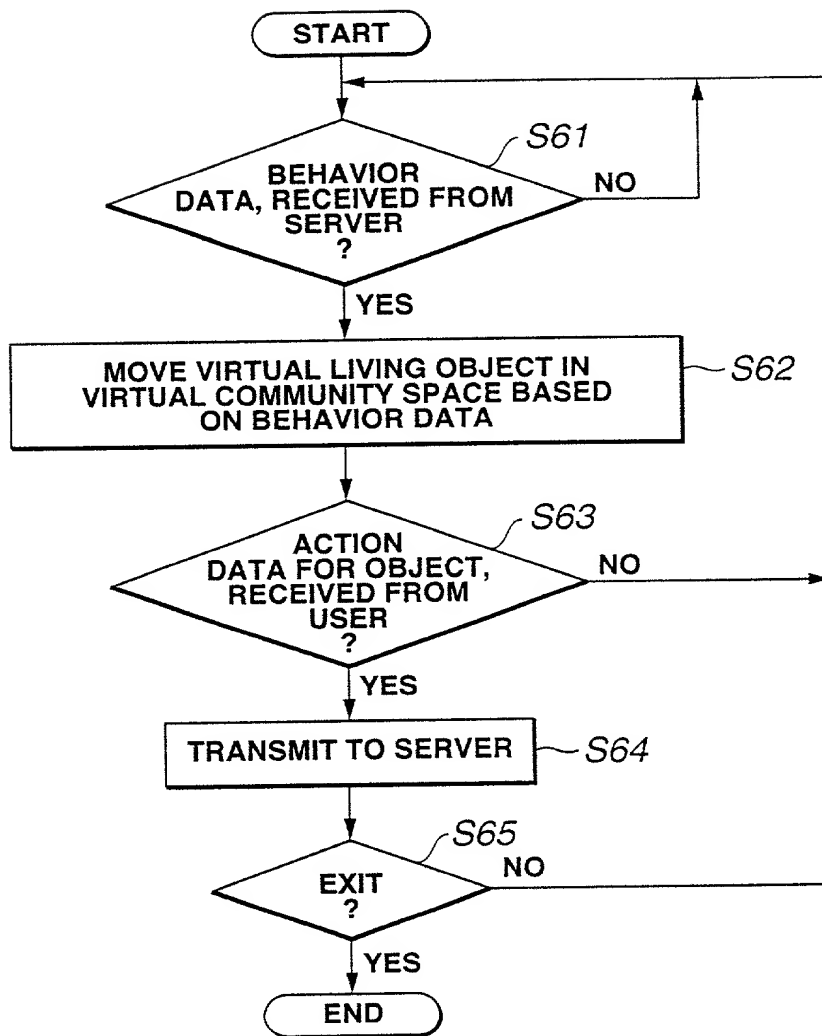 START
S61
BEHAVIOR
DATA, RECEIVED FROM
SERVER
?
NO
YES
MOVE VIRTUAL LIVING OBJECT IN
VIRTUAL COMMUNITY SPACE BASED
ON BEHAVIOR DATA
S62
S63
ACTION
DATA FOR OBJECT,
RECEIVED FROM
USER
?
NO
YES
TRANSMIT TO SERVER
S64
S65
EXIT
?
NO
YES
END